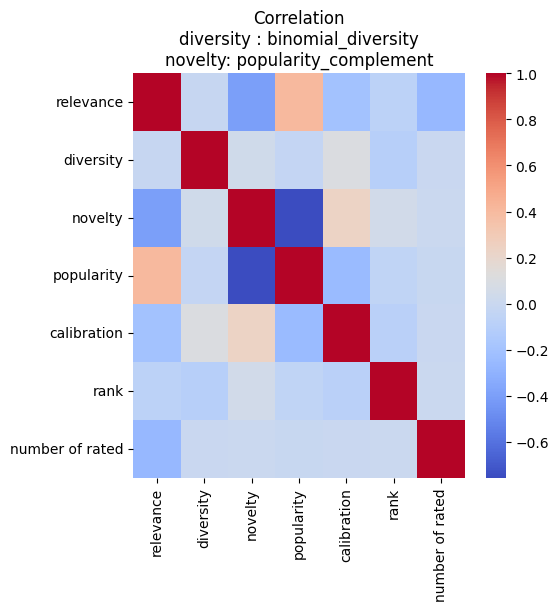 Correlation
diversity : binomial_diversity
novelty: popularity_complement
relevance
diversity
novelty
popularity
calibration
rank
number of rated
relevance
diversity
novelty
popularity
calibration
rank
number of rated
1.0
0.8
0.6
0.4
0.2
0.0
−0.2
−0.4
−0.6